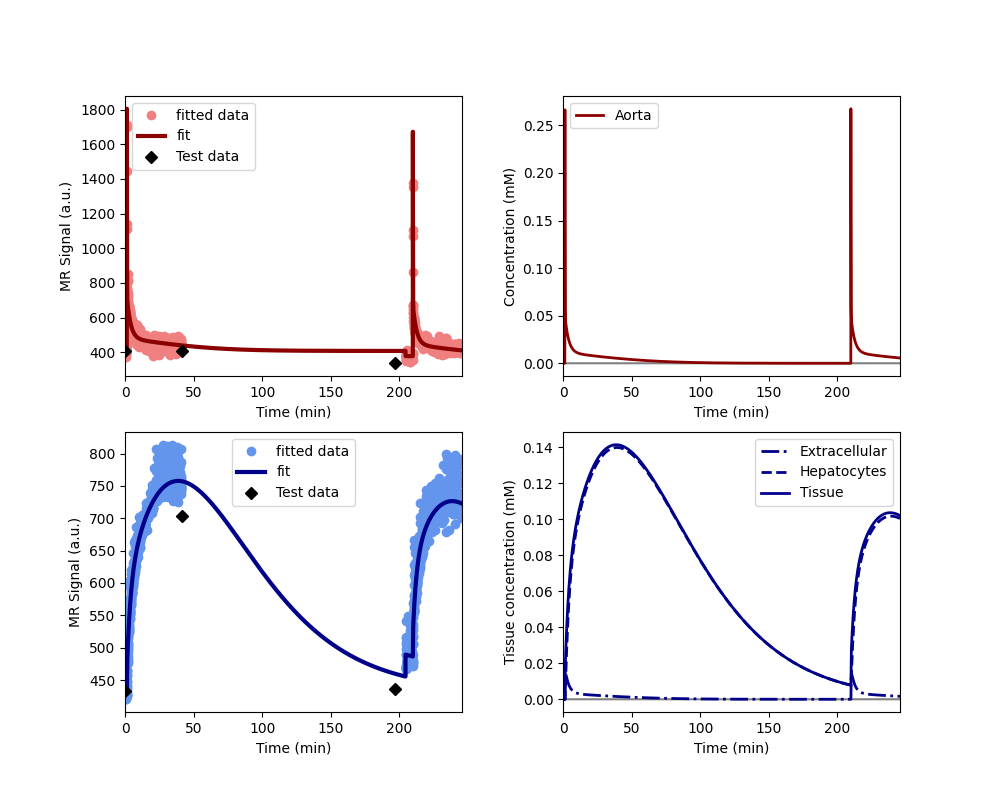 1800
1600
1400
1200
1000
800
600
400
MR Signal (a.u.)
fitted data
fit
Test data
0
50
100
150
200
Time (min)
0.25
0.20
0.15
0.10
0.05
0.00
Concentration (mM)
Aorta
0
50
100
150
200
Time (min)
800
750
700
650
600
550
500
450
MR Signal (a.u.)
fitted data
fit
Test data
0
50
100
150
200
Time (min)
0.14
0.12
0.10
0.08
0.06
0.04
0.02
0.00
Tissue concentration (mM)
Extracellular
Hepatocytes
Tissue
0
50
100
150
200
Time (min)